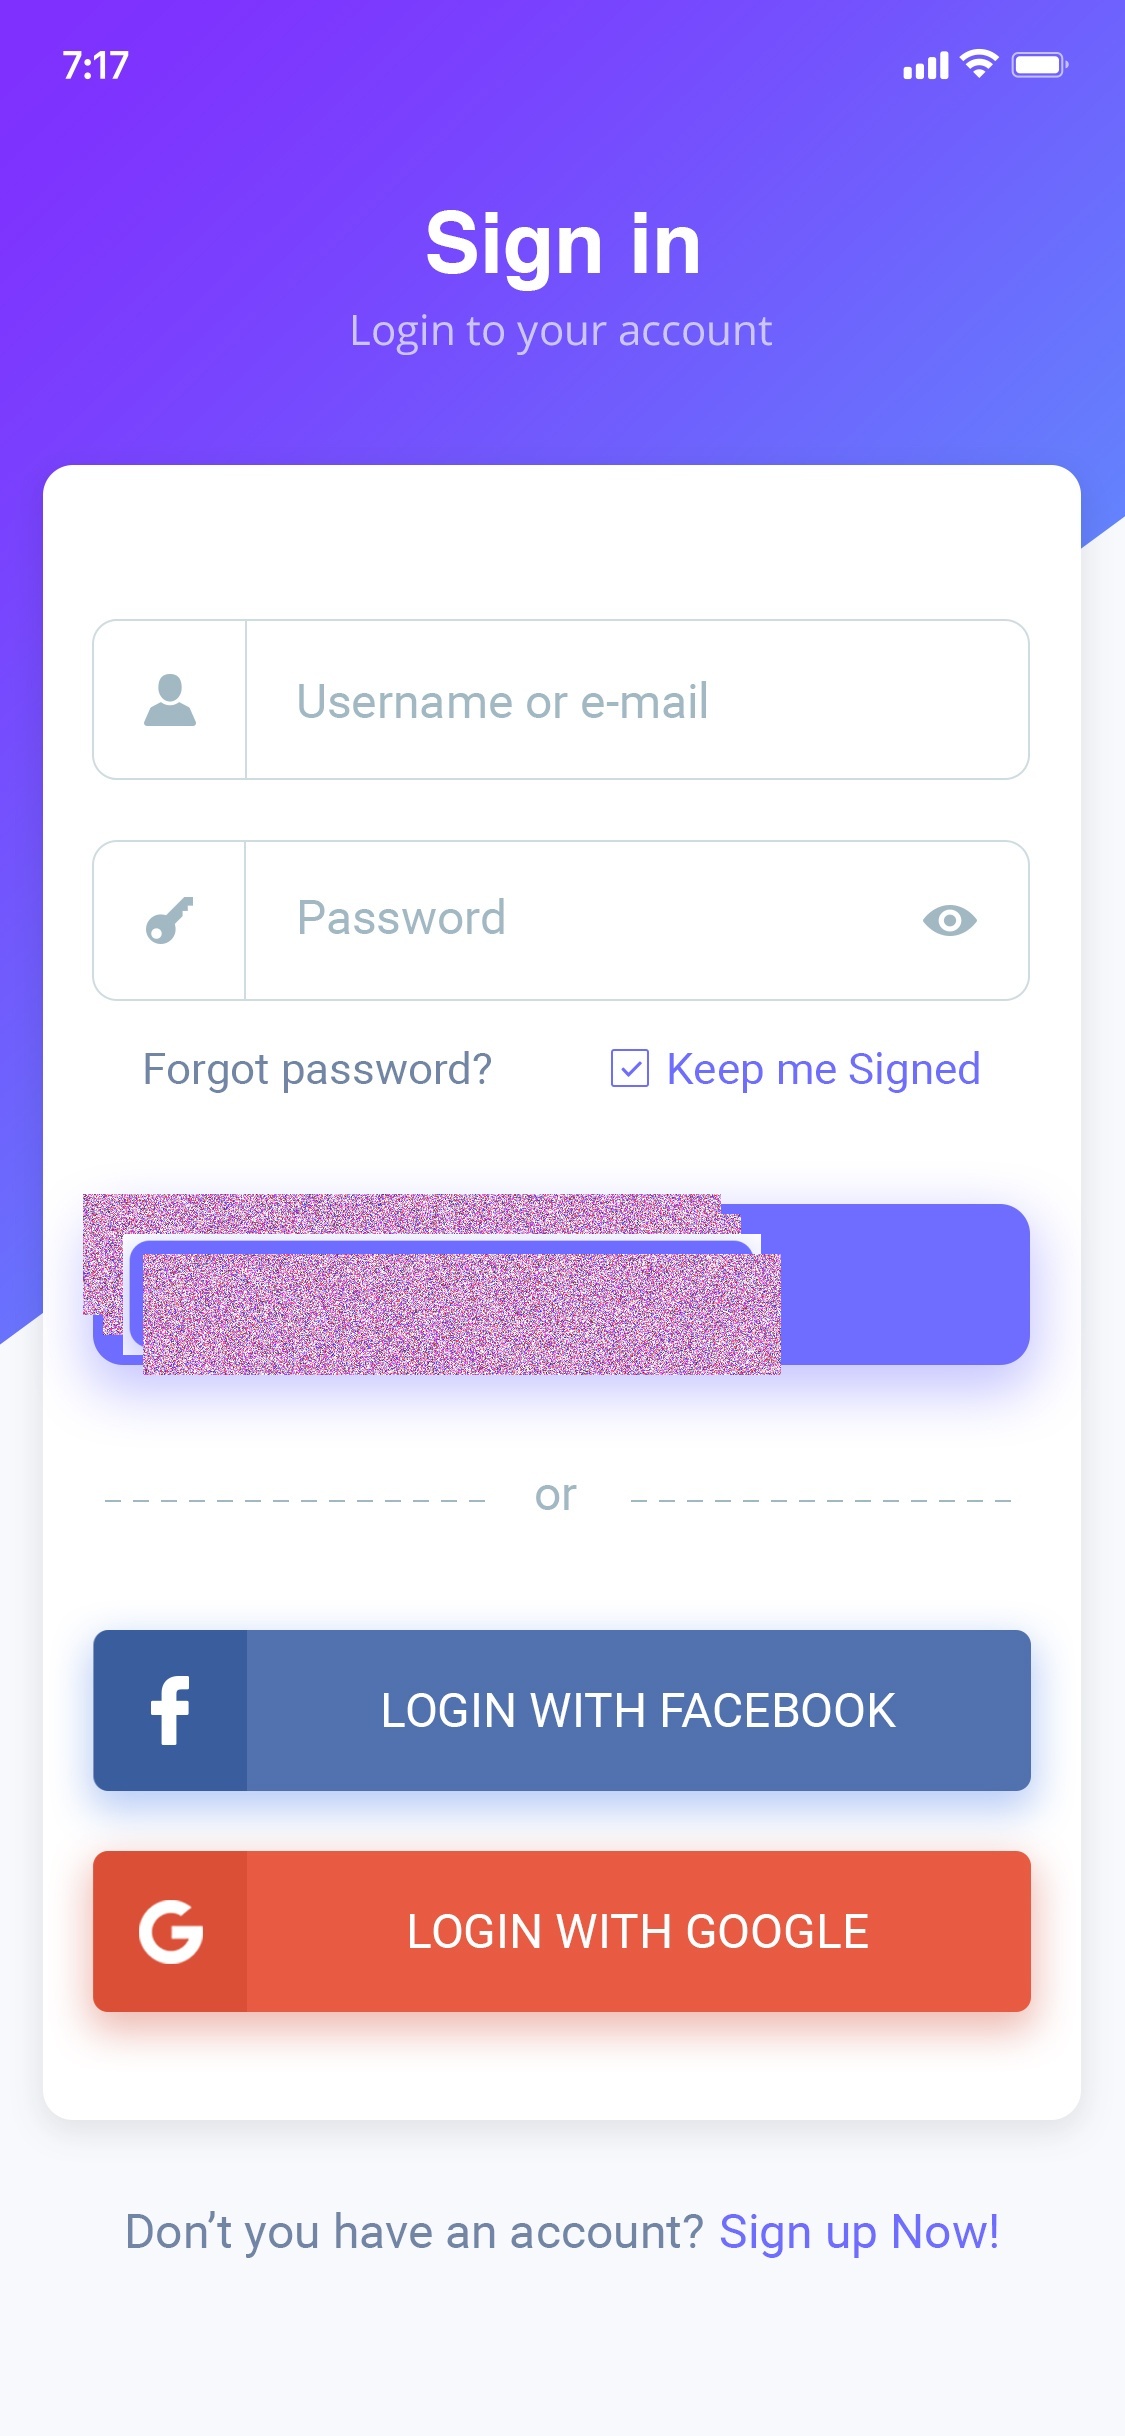 7:17
Sign in
Login to your account
Username or e-mail
Password
Forgot password? Keep me Signed
or
LOGIN WITH FACEBOOK
LOGIN WITH GOOGLE
Don’t you have an account? Sign up Now!